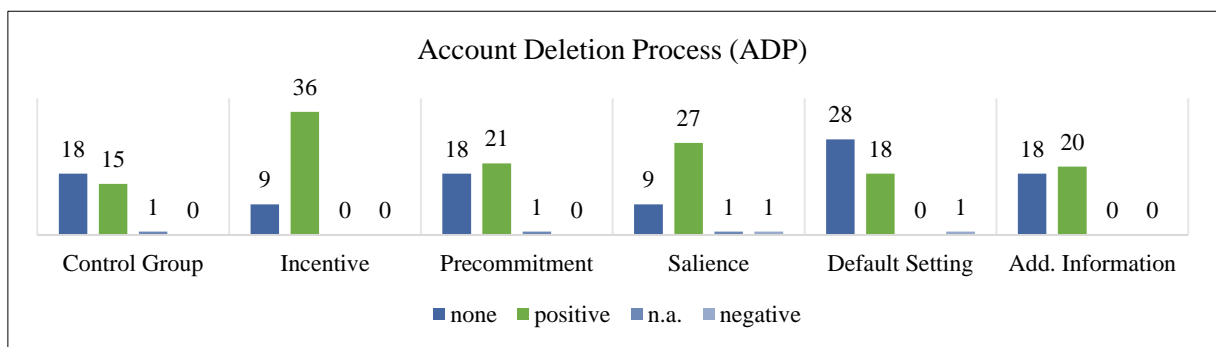 Account Deletion Process (ADP)
18 15 1 0
9 36 0 0
18 21 1 0
9 27 1 1
28 18 0 1
18 20 0 0
Control Group Incentive Precommitment Salience Default Setting Add. Information
none positive n.a. negative